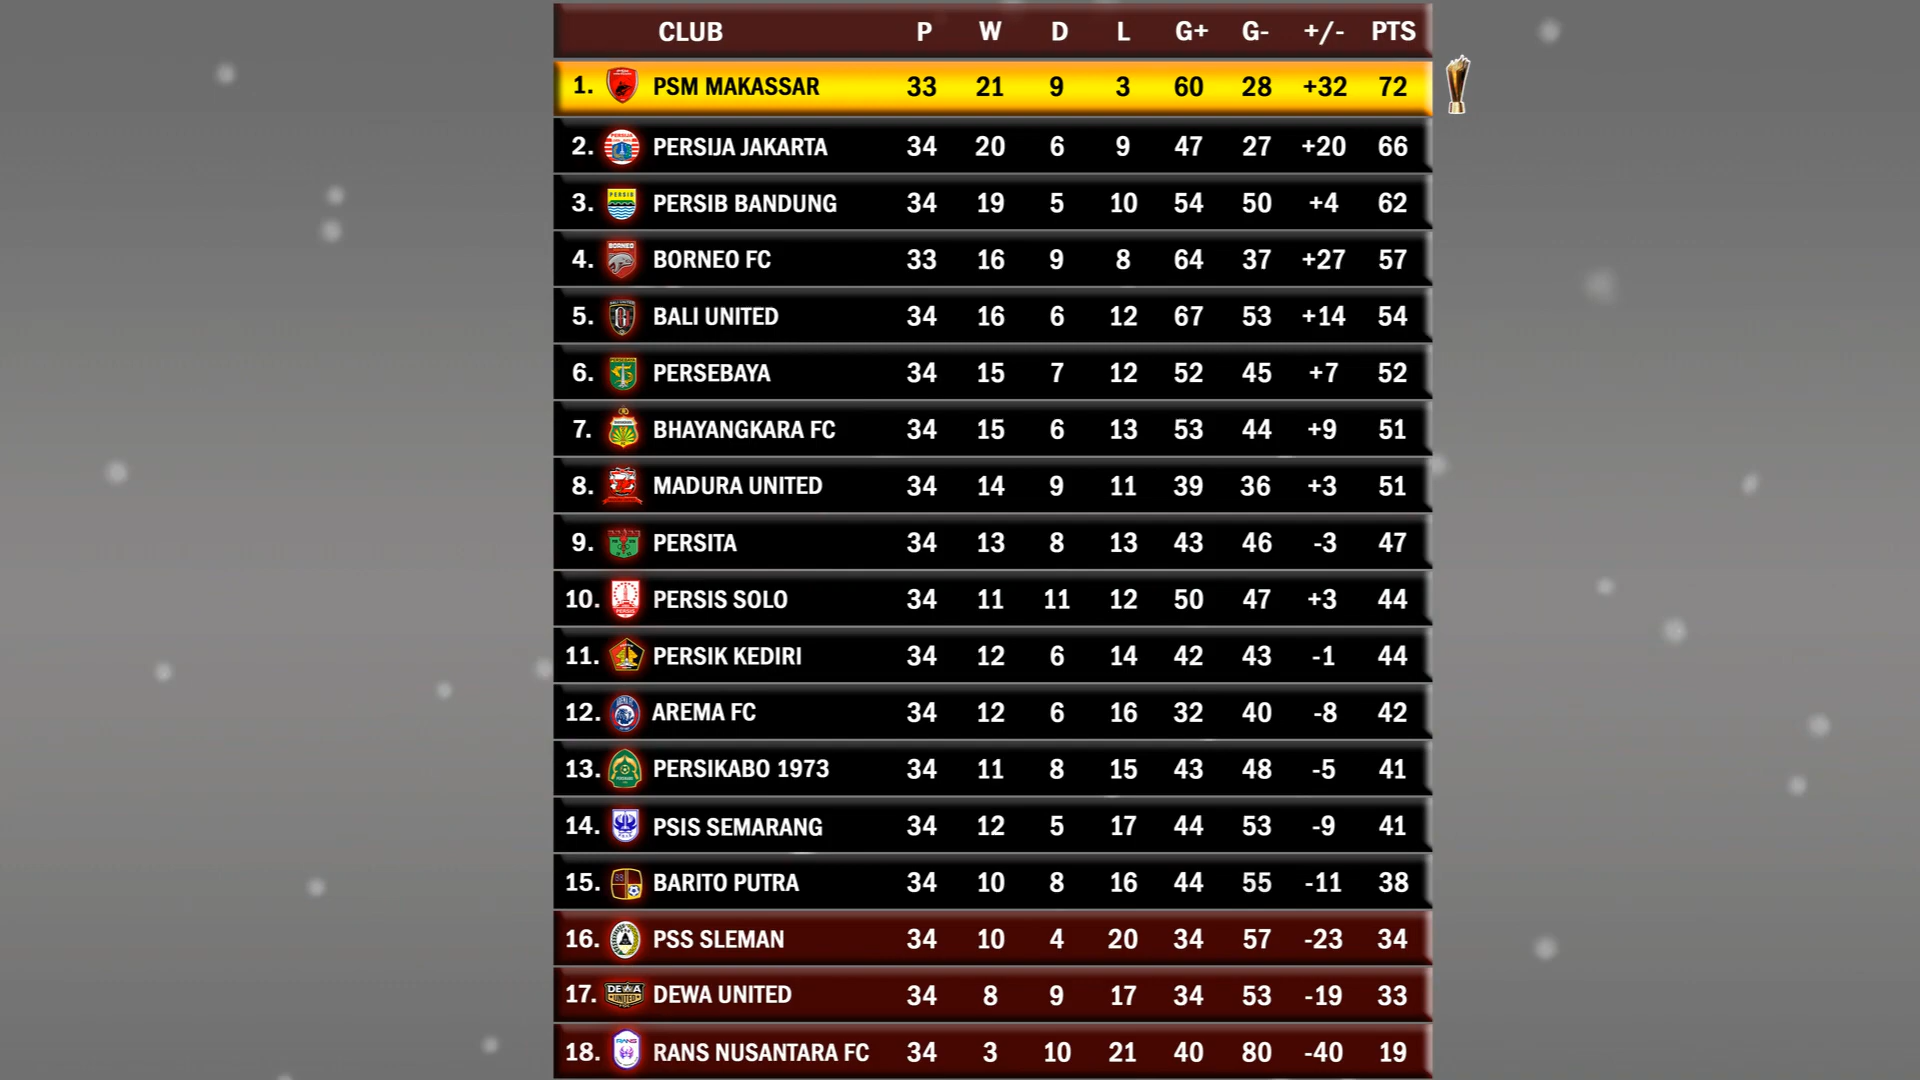 CLUB P W D L G+ G- +/- PTS
1. PSM MAKASSAR 33 21 9 3 60 28 +32 72
2. PERSIJA JAKARTA 34 20 6 9 47 27 +20 66
3. PERSIB BANDUNG 34 19 5 10 54 50 +4 62
4. BORNEO FC 33 16 9 8 64 37 +27 57
5. BALI UNITED 34 16 6 12 67 53 +14 54
6. PERSEBAYA 34 15 7 12 52 45 +7 52
7. BHAYANGKARA FC 34 15 6 13 53 44 +9 51
8. MADURA UNITED 34 14 9 11 39 36 +3 51
9. PERSITA 34 13 8 13 43 46 -3 47
10. PERSIS SOLO 34 11 11 12 50 47 +3 44
11. PERSIK KEDIRI 34 12 6 14 42 43 -1 44
12. AREMA FC 34 12 6 16 32 40 -8 42
13. PERSIKABO 1973 34 11 8 15 43 48 -5 41
14. PSIS SEMARANG 34 12 5 17 44 53 -9 41
15. BARITO PUTRA 34 10 8 16 44 55 -11 38
16. PSS SLEMAN 34 10 4 20 34 57 -23 34
17. DEWA UNITED 34 8 9 17 34 53 -19 33
18. RANS NUSANTARA FC 34 3 10 21 40 80 -40 19